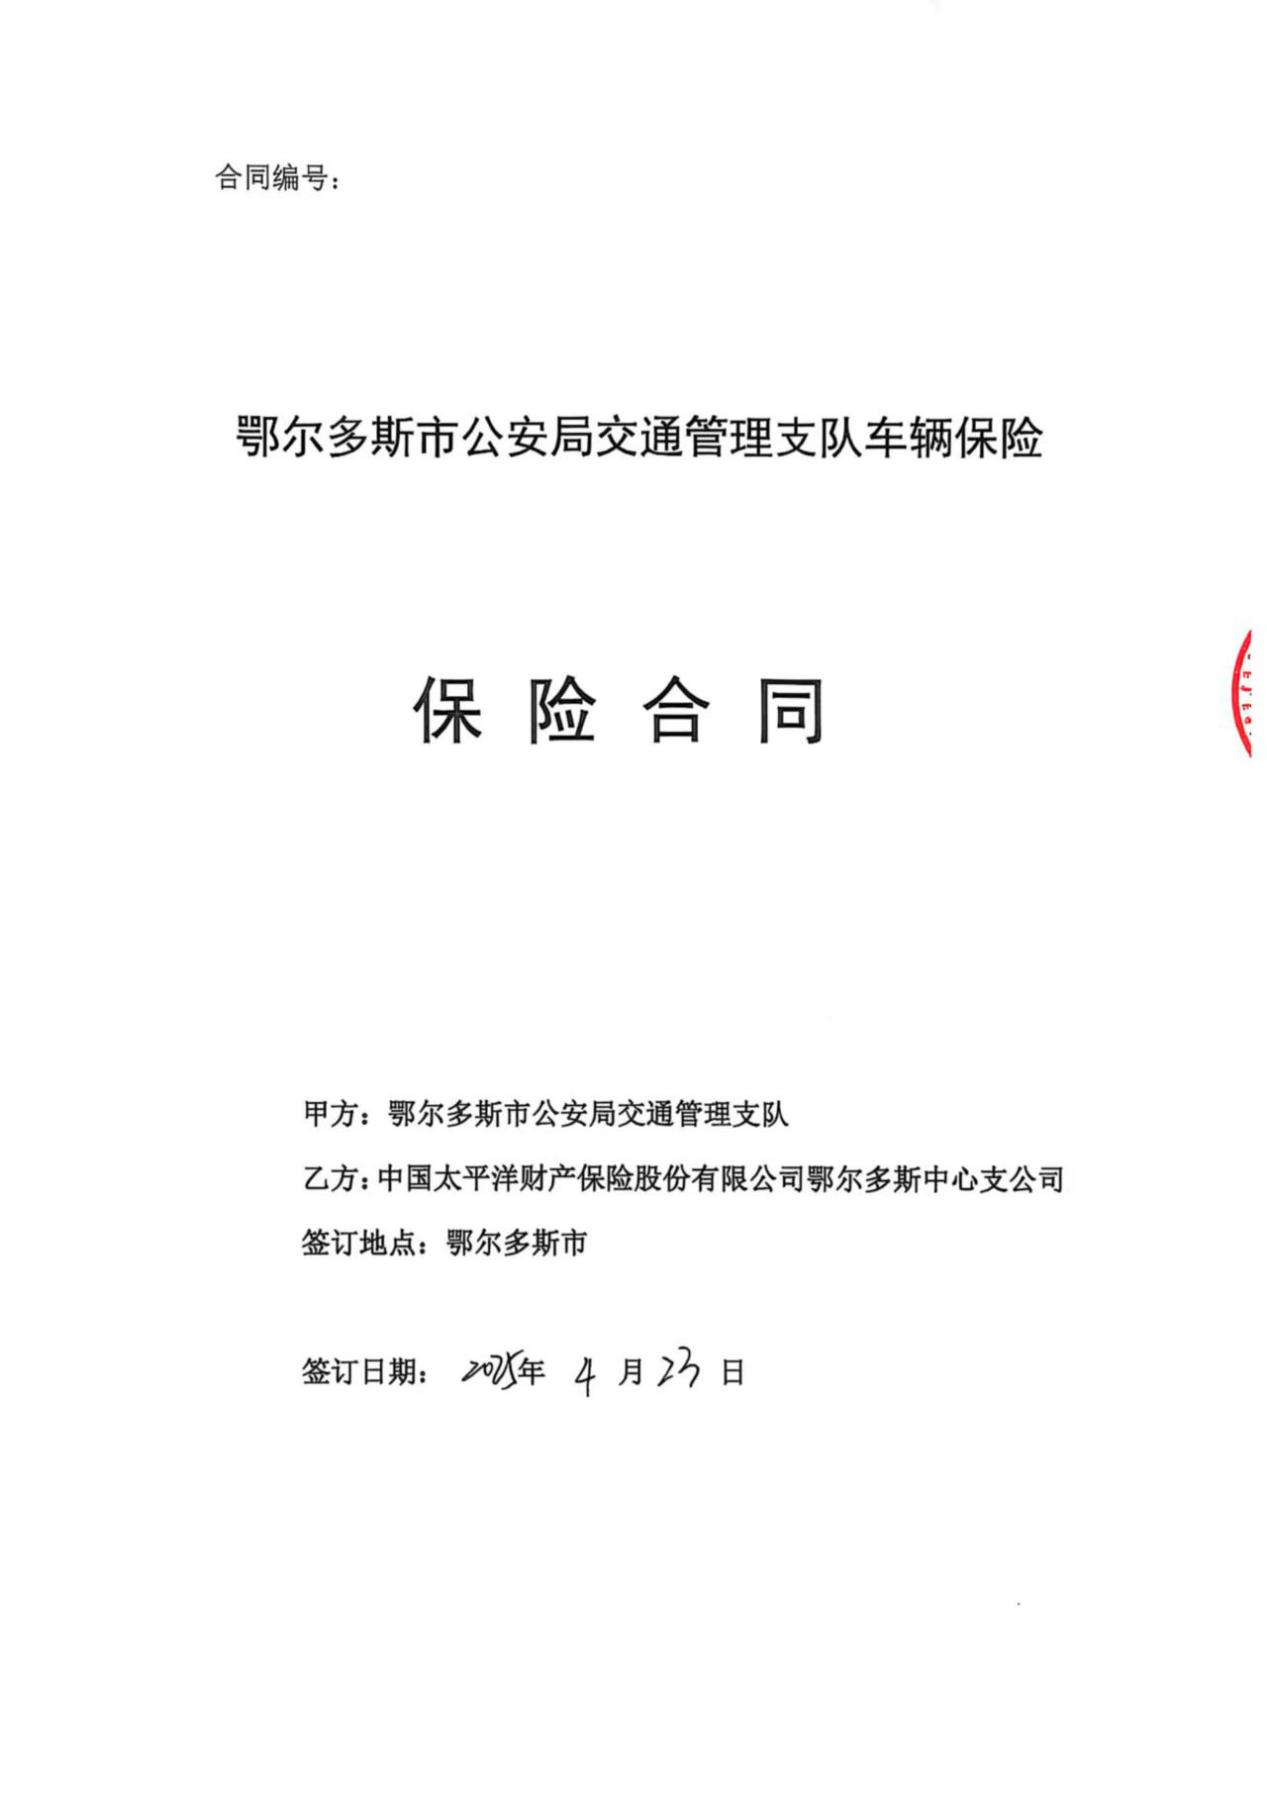 合同编号：
鄂尔多斯市公安局交通管理支队车辆保险
保险合同
甲方：鄂尔多斯市公安局交通管理支队
乙方：中国太平洋财产保险股份有限公司鄂尔多斯中心支公司
签订地点：鄂尔多斯市
签订日期：2025年 4 月 23 日